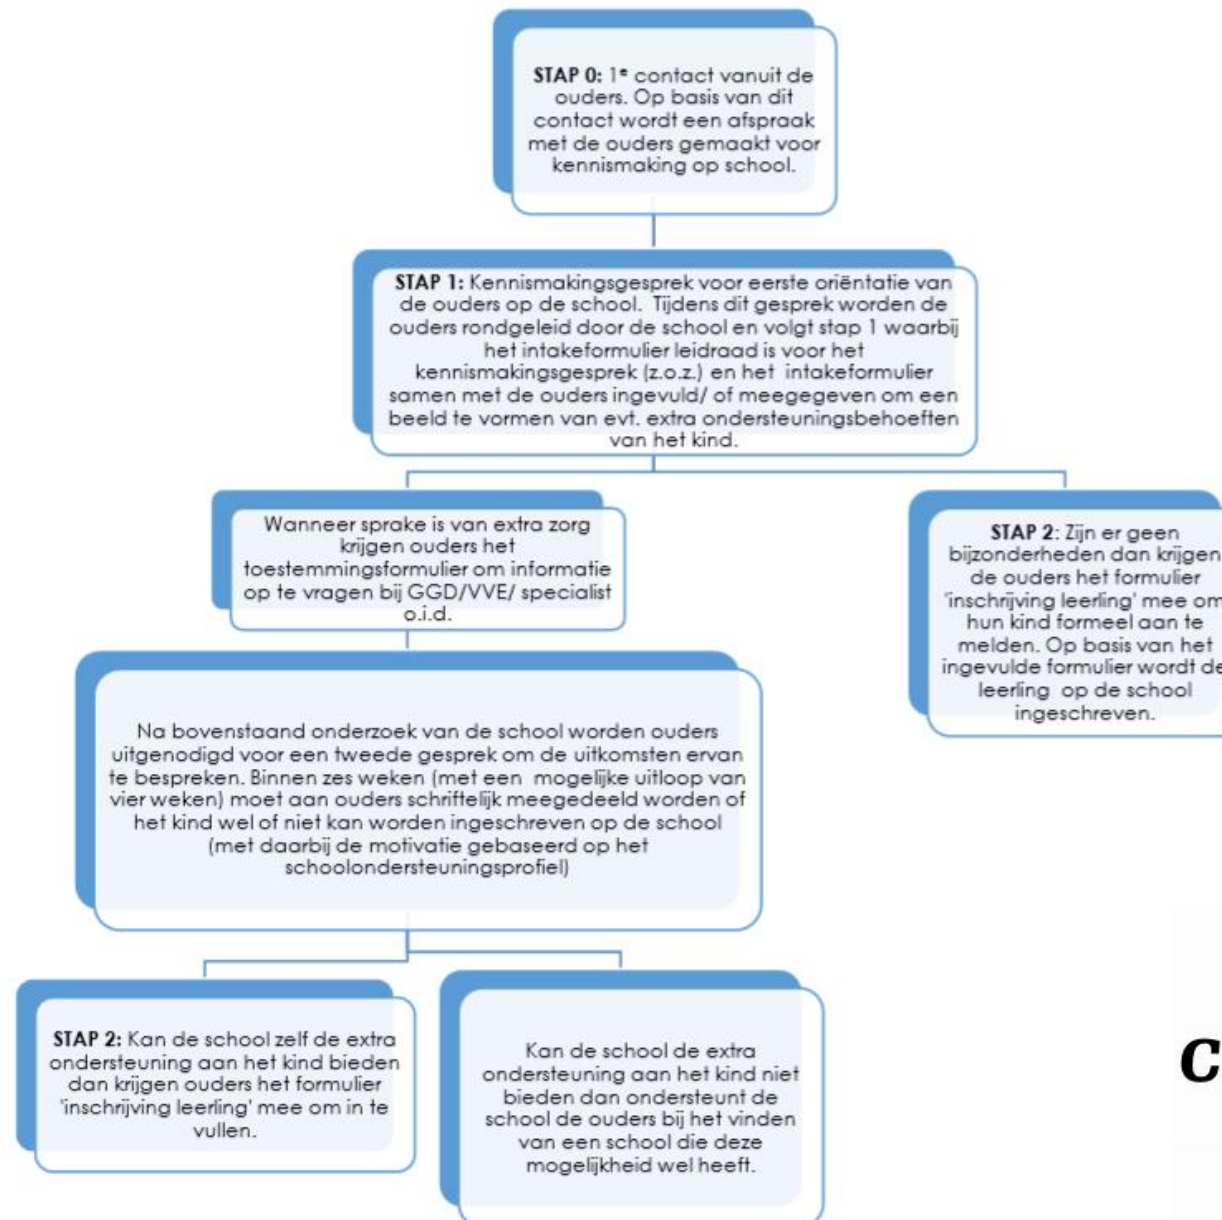 STAP 0: 1e contact vanuit de
ouders. Op basis van dit
contact wordt een afspraak
met de ouders gemaakt voor
kennismaking op school.
STAP 1: Kennismakingsgesprek voor eerste oriëntatie van
de ouders op de school. Tijdens dit gesprek worden de
ouders rondgeleid door de school en volgt stap 1 waarbij
het intakeformulier leidraad is voor het
kennismakingsgesprek (z.o.z.) en het intakeformulier
samen met de ouders ingevuld/ of meegegeven om een
beeld te vormen van evt. extra ondersteuningsbehoeften
van het kind.
Wanneer sprake is van extra zorg
krijgen ouders het
toestemmingsformulier om informatie
op te vragen bij GGD/VVE/ specialist
o.i.d.
STAP 2: Zijn er geen
bijzonderheden dan krijgen
de ouders het formulier
'inschrijving leerling' mee om
hun kind formeel aan te
melden. Op basis van het
ingevulde formulier wordt de
leerling op de school
ingeschreven.
Na bovenstaand onderzoek van de school worden ouders
uitgenodigd voor een tweede gesprek om de uitkomsten ervan
te bespreken. Binnen zes weken (met een mogelijke uitloop van
vier weken) moet aan ouders schriftelijk meegedeeld worden of
het kind wel of niet kan worden ingeschreven op de school
(met daarbij de motivatie gebaseerd op het
schoolondersteuningsprofiel)
STAP 2: Kan de school zelf de extra
ondersteuning aan het kind bieden
dan krijgen ouders het formulier
'inschrijving leerling' mee om in te
vullen.
Kan de school de extra
ondersteuning aan het kind niet
bieden dan ondersteunt de
school de ouders bij het vinden
van een school die deze
mogelijkheid wel heeft.
c